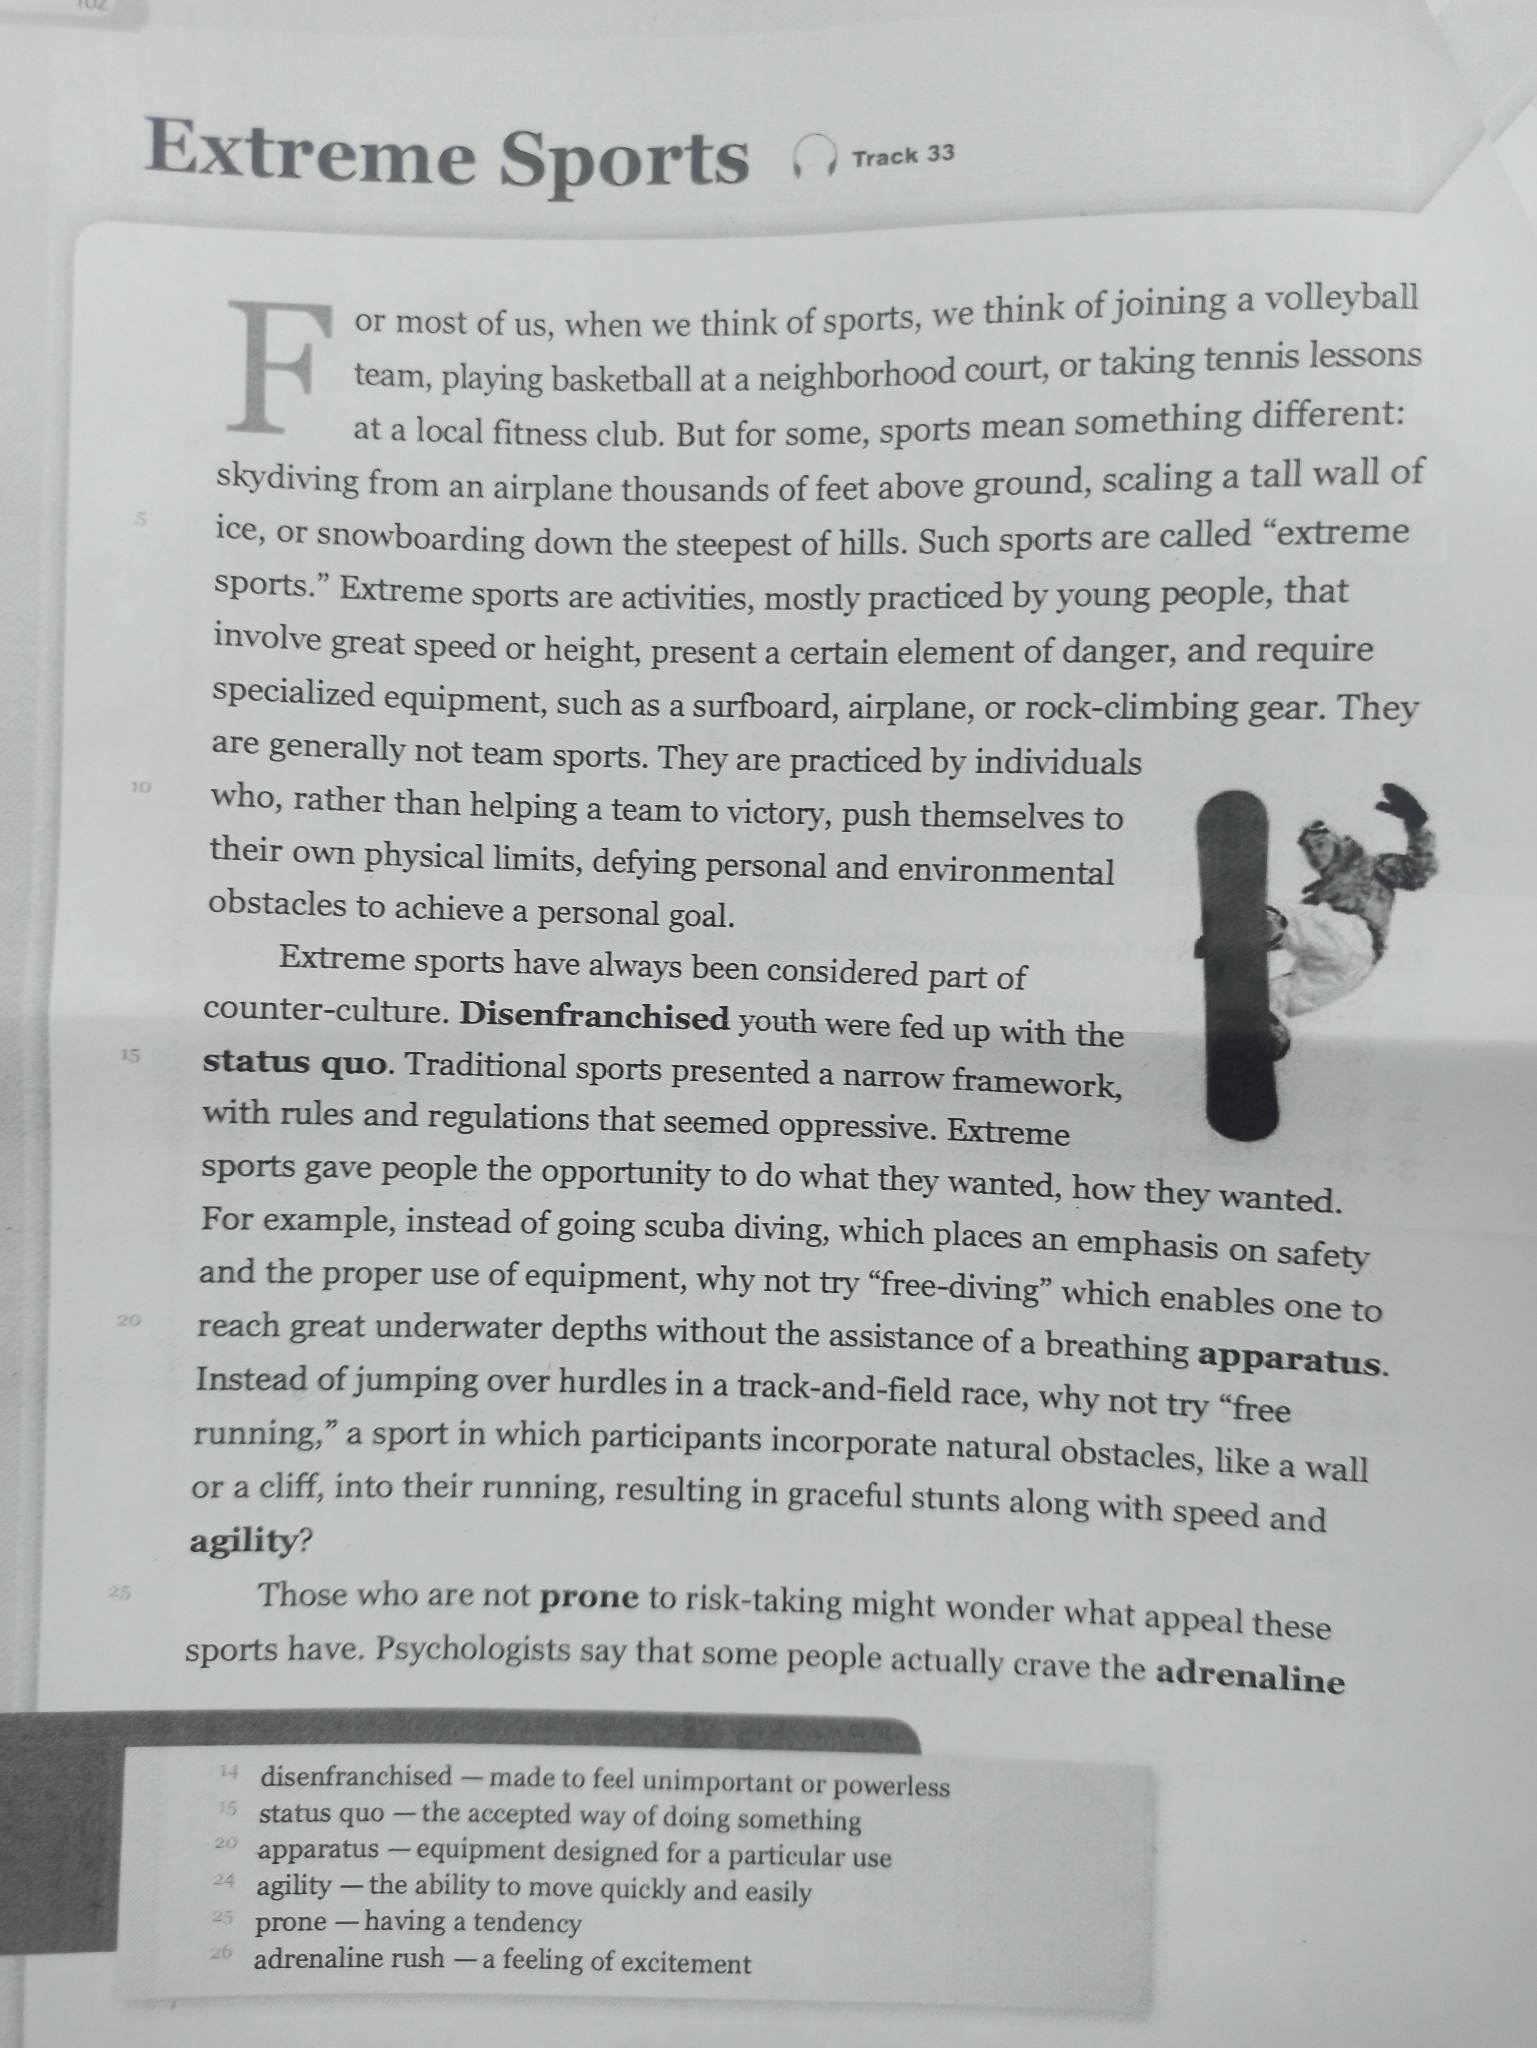 Extreme Sports Track 33
For most of us, when we think of sports, we think of joining a volleyball
team, playing basketball at a neighborhood court, or taking tennis lessons
at a local fitness club. But for some, sports mean something different:
skydiving from an airplane thousands of feet above ground, scaling a tall wall of
5 ice, or snowboarding down the steepest of hills. Such sports are called “extreme
sports.” Extreme sports are activities, mostly practiced by young people, that
involve great speed or height, present a certain element of danger, and require
specialized equipment, such as a surfboard, airplane, or rock-climbing gear. They
are generally not team sports. They are practiced by individuals
10 who, rather than helping a team to victory, push themselves to
their own physical limits, defying personal and environmental
obstacles to achieve a personal goal.
Extreme sports have always been considered part of
counter-culture. Disenfranchised youth were fed up with the
15 status quo. Traditional sports presented a narrow framework,
with rules and regulations that seemed oppressive. Extreme
sports gave people the opportunity to do what they wanted, how they wanted.
For example, instead of going scuba diving, which places an emphasis on safety
and the proper use of equipment, why not try “free-diving” which enables one to
20 reach great underwater depths without the assistance of a breathing apparatus.
Instead of jumping over hurdles in a track-and-field race, why not try “free
running,” a sport in which participants incorporate natural obstacles, like a wall
or a cliff, into their running, resulting in graceful stunts along with speed and
agility?
25 Those who are not prone to risk-taking might wonder what appeal these
sports have. Psychologists say that some people actually crave the adrenaline
14 disenfranchised — made to feel unimportant or powerless
15 status quo — the accepted way of doing something
20 apparatus — equipment designed for a particular use
24 agility — the ability to move quickly and easily
25 prone — having a tendency
26 adrenaline rush — a feeling of excitement